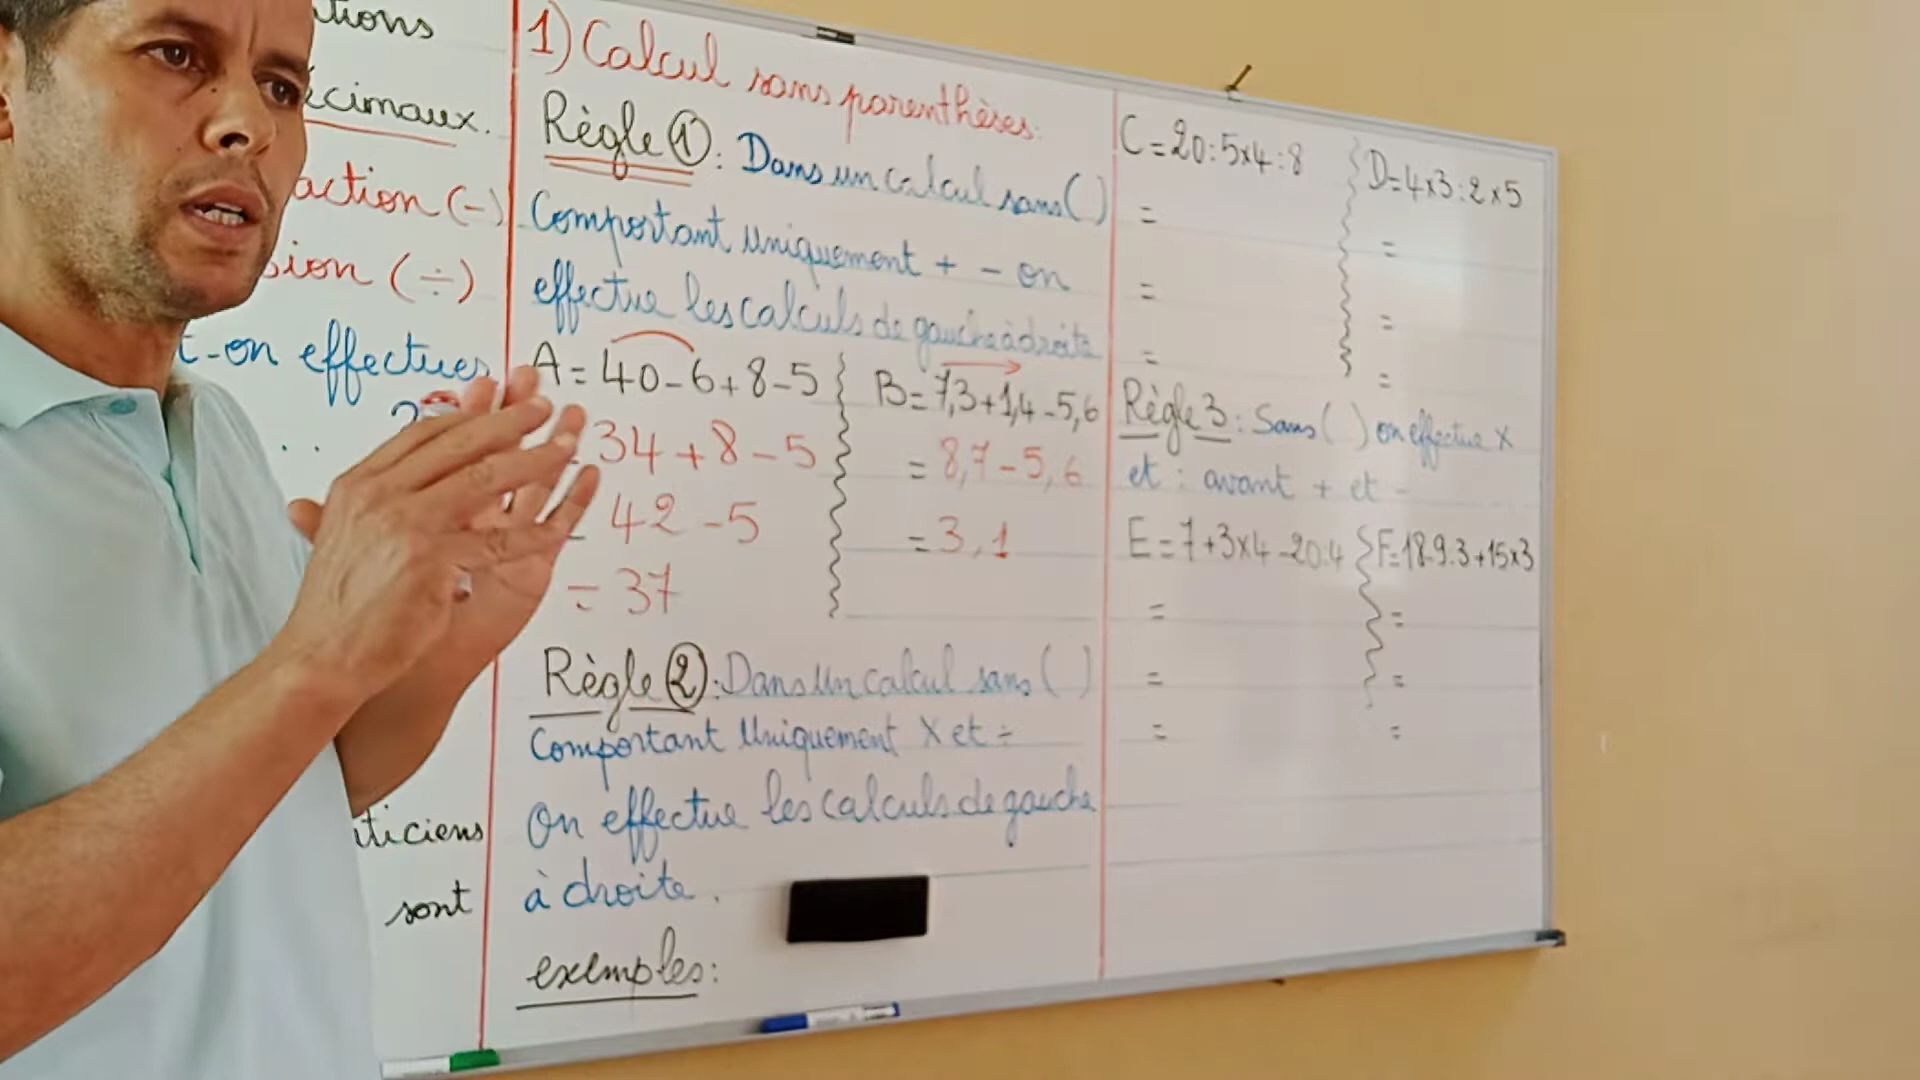 1) Calcul sans parenthèses:
Règle ①: Dans un calcul sans ( )
Comportant uniquement + - on
effectue les calculs de gauche à droite
A = 40 - 6 + 8 - 5
34 + 8 - 5
= 42 - 5
= 37
B = 7,3 + 1,4 - 5,6
= 8,7 - 5,6
= 3,1
Règle ②: Dans un calcul sans ( )
Comportant Uniquement X et ÷
On effectue les calculs de gauche
à droite.
exemples:
C = 20 : 5 x 4 : 8
=
=
=
D = 4 x 3 : 2 x 5
=
=
=
Règle 3 : Sans ( ) on effectue x
et : avant + et -
E = 7 + 3 x 4 - 20 : 4
=
=
=
F = 18 - 9 : 3 + 15 x 3
=
=
=
action (-)
sion (÷)
t-on effectuer
sont